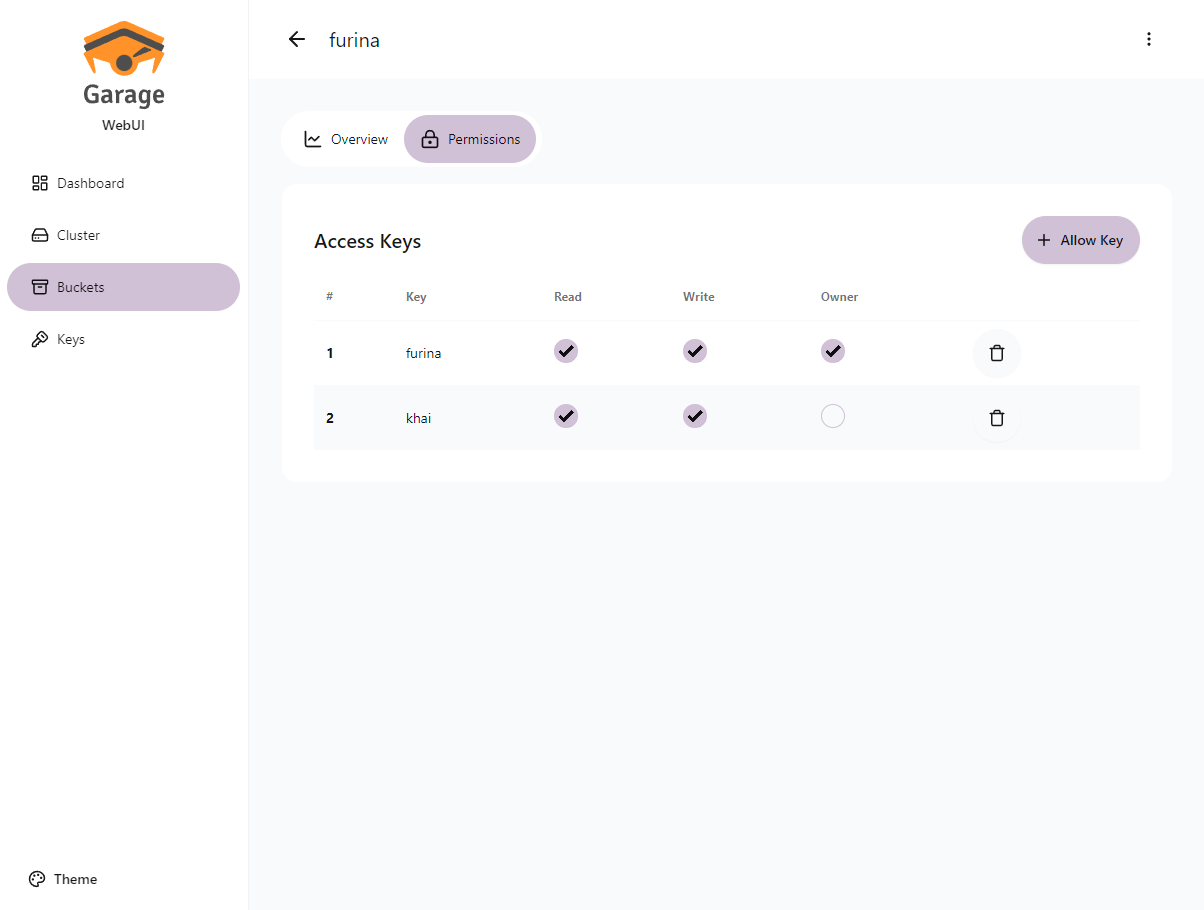 Garage
WebUI
Dashboard
Cluster
Buckets
Keys
Theme
furina
Overview
Permissions
Access Keys
Allow Key
# Key Read Write Owner
1 furina
2 khai